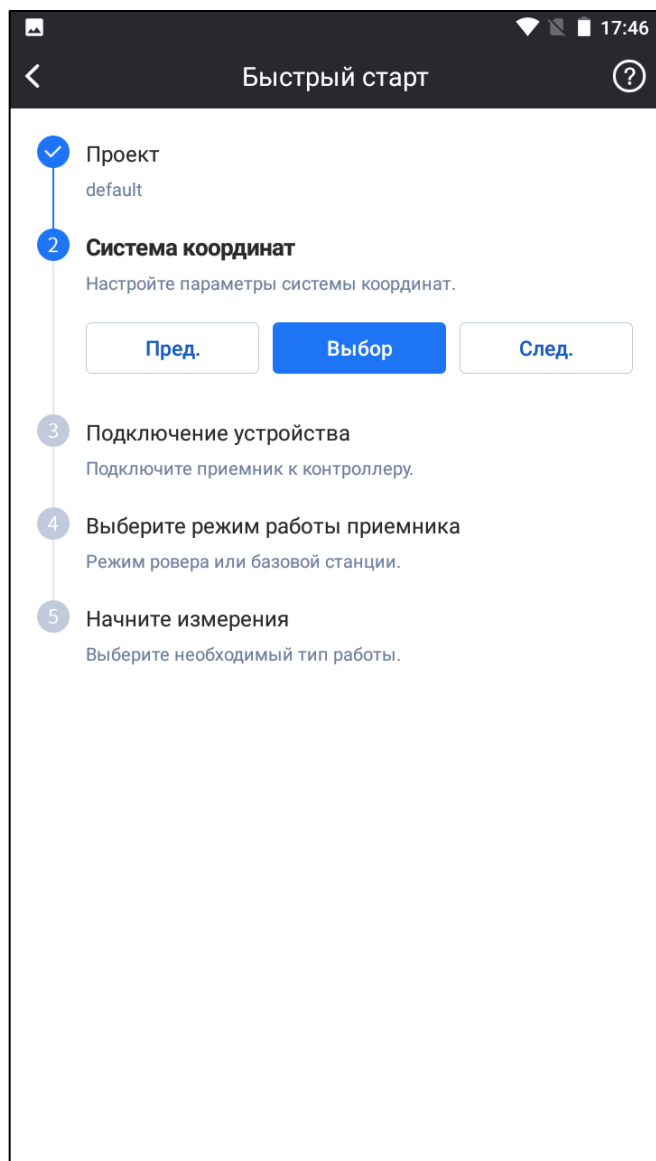 17:46
Быстрый старт
?
Проект
default
2
Система координат
Настройте параметры системы координат.
Пред.
Выбор
След.
3
Подключение устройства
Подключите приемник к контроллеру.
4
Выберите режим работы приемника
Режим ровера или базовой станции.
5
Начните измерения
Выберите необходимый тип работы.